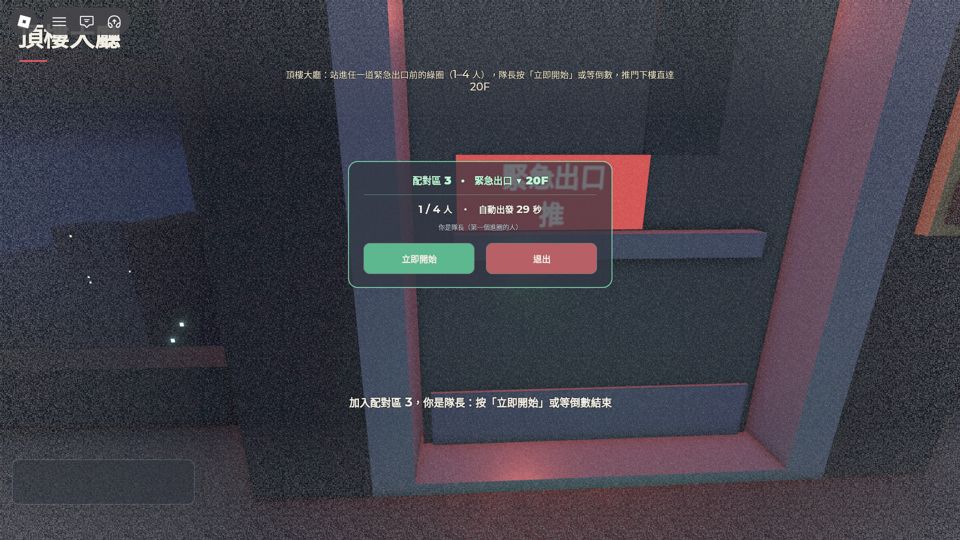 頂樓大廳
頂樓大廳：站進任一道緊急出口前的綠圈（1–4 人），隊長按「立即開始」或等倒數，推門下樓直達
20F
配對區 3 • 緊急出口 ▼ 20F
緊急出口
推
1 / 4 人 • 自動出發 29 秒
你是隊長（第一個進圈的人）
立即開始
退出
加入配對區 3，你是隊長：按「立即開始」或等倒數結束